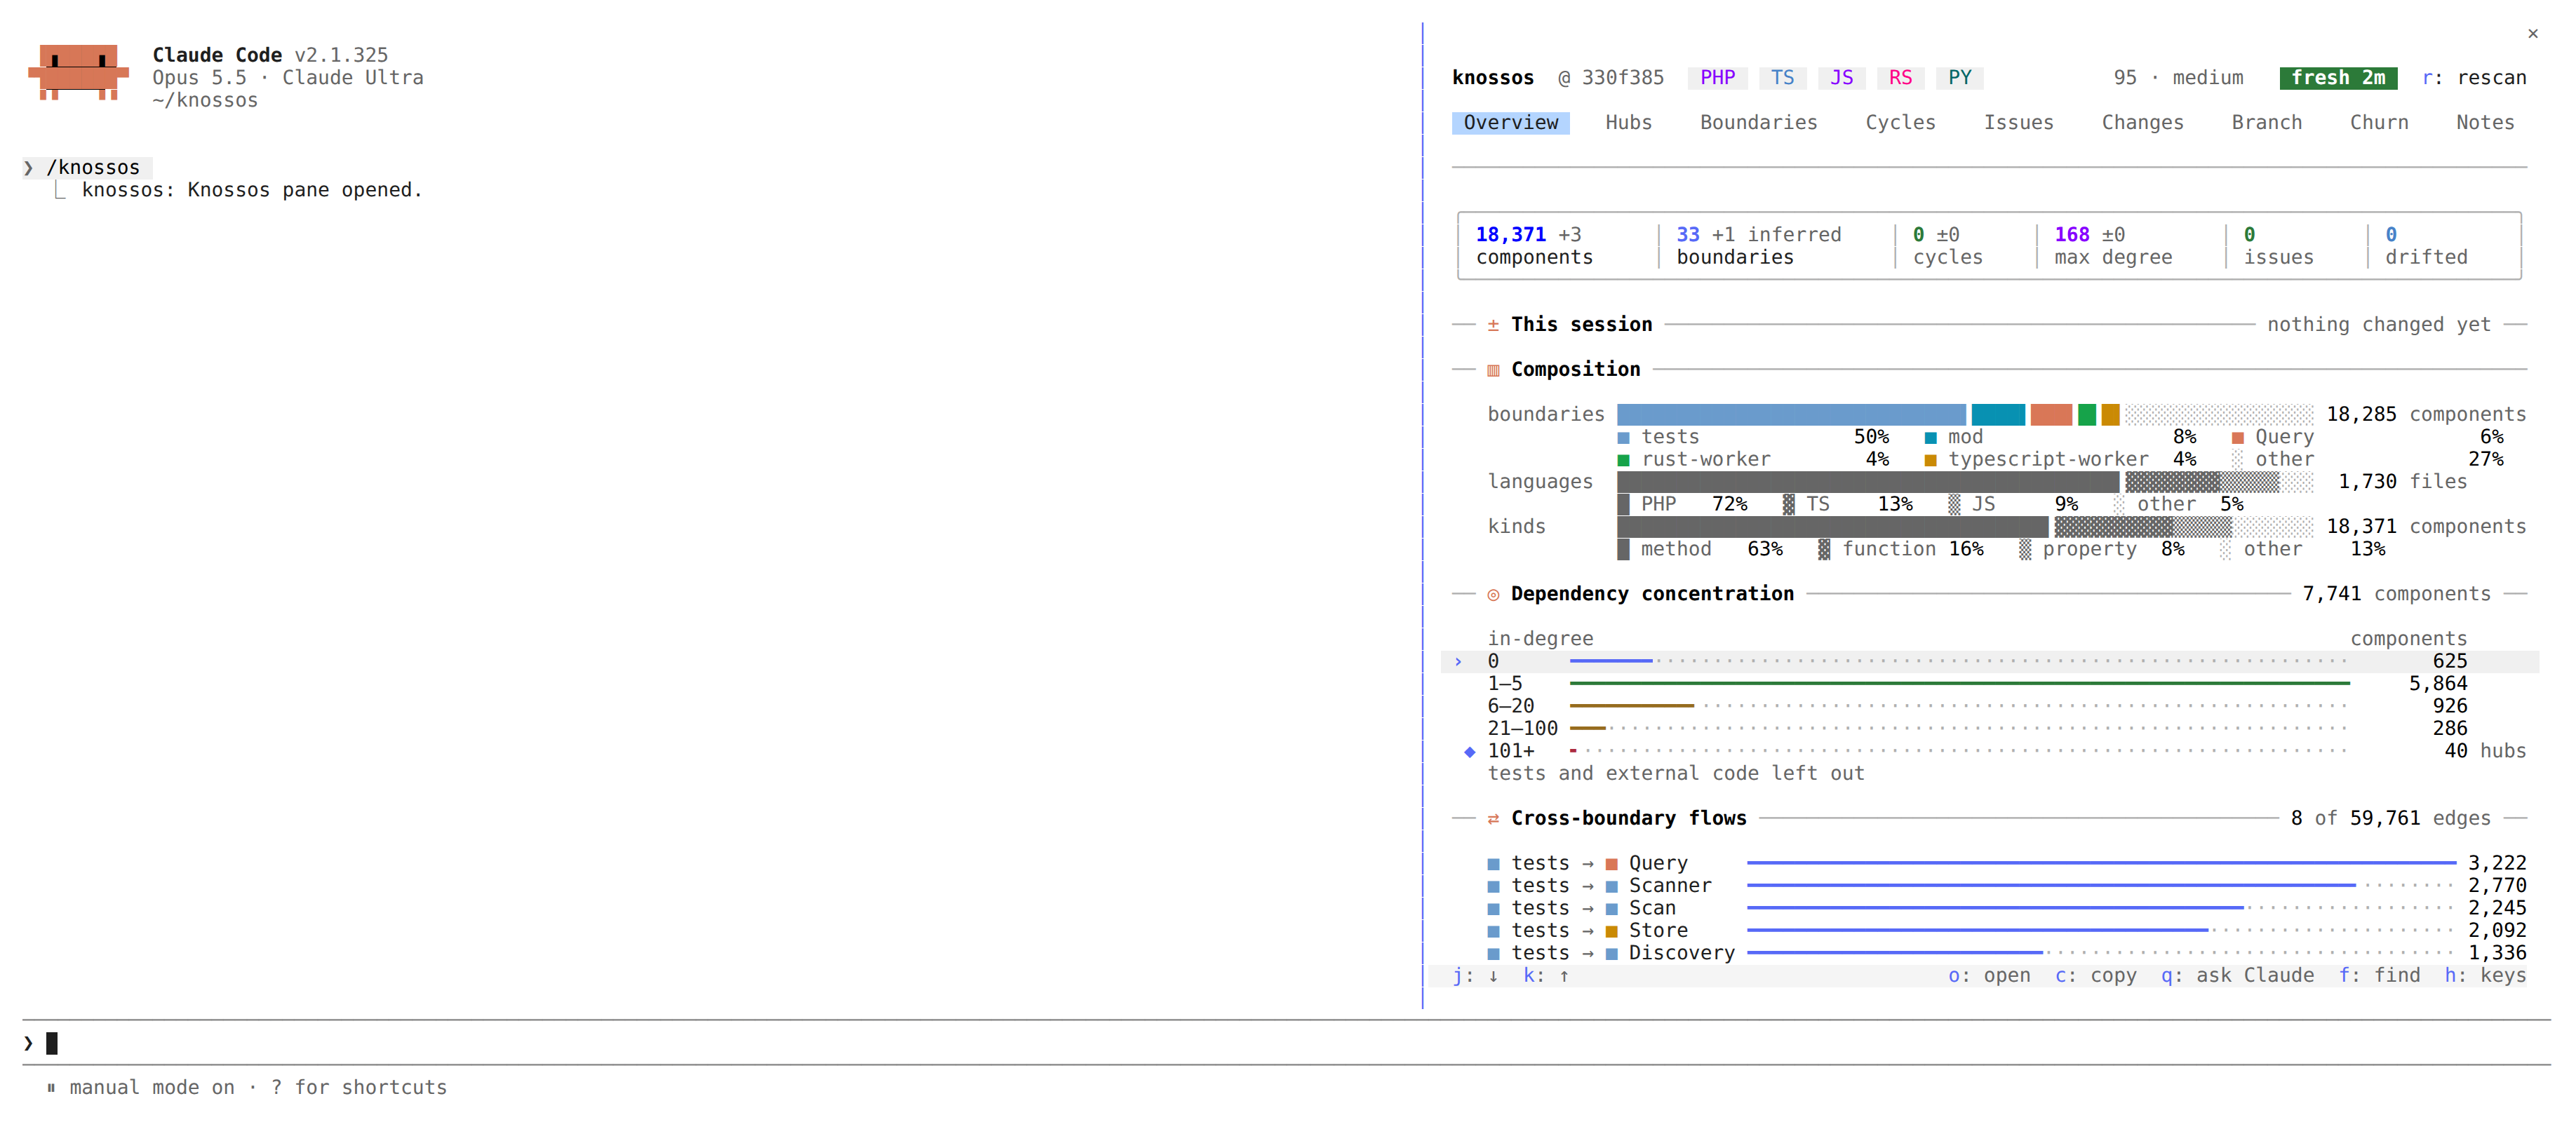 Claude Code v2.1.325
Opus 5.5 · Claude Ultra
~/knossos
❯ /knossos
⎿ knossos: Knossos pane opened.
×
knossos @ 330f385 PHP TS JS RS PY 95 · medium fresh 2m r: rescan
Overview Hubs Boundaries Cycles Issues Changes Branch Churn Notes
18,371 +3 33 +1 inferred 0 ±0 168 ±0 0 0
components boundaries cycles max degree issues drifted
± This session nothing changed yet
▥ Composition
boundaries 18,285 components
tests 50% mod 8% Query 6%
rust-worker 4% typescript-worker 4% other 27%
languages 1,730 files
PHP 72% TS 13% JS 9% other 5%
kinds 18,371 components
method 63% function 16% property 8% other 13%
◎ Dependency concentration 7,741 components
in-degree components
› 0 625
1–5 5,864
6–20 926
21–100 286
◆ 101+ 40 hubs
tests and external code left out
⇄ Cross-boundary flows 8 of 59,761 edges
tests → Query 3,222
tests → Scanner 2,770
tests → Scan 2,245
tests → Store 2,092
tests → Discovery 1,336
j: ↓ k: ↑ o: open c: copy q: ask Claude f: find h: keys
❯
⏸ manual mode on · ? for shortcuts